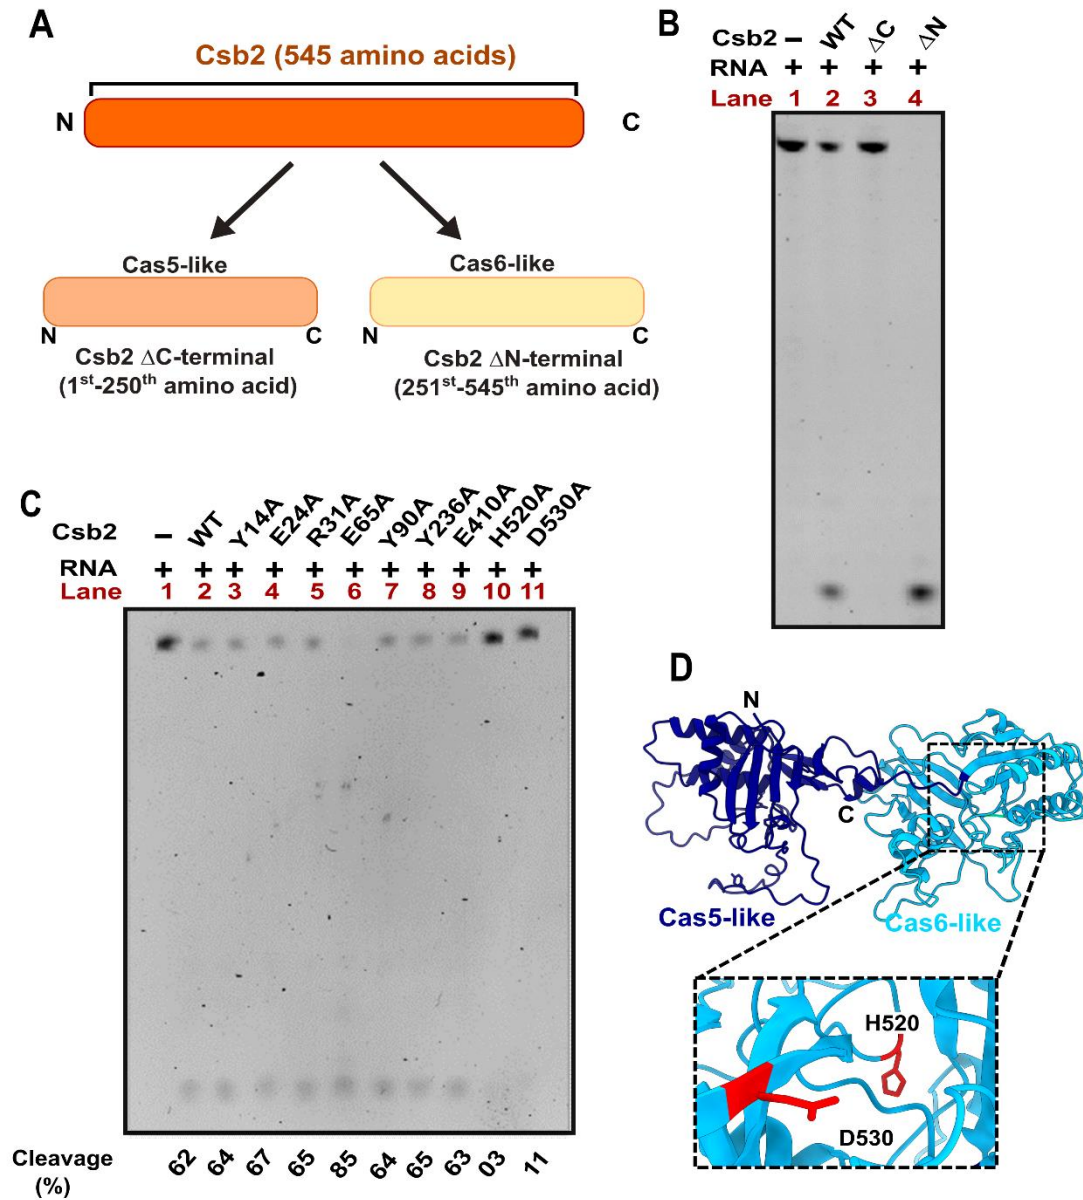 A
Csb2 (545 amino acids)
N
C
Cas5-like
Cas6-like
N C
N C
Csb2 ΔC-terminal
(1st-250th amino acid)
Csb2 ΔN-terminal
(251st-545th amino acid)
B
Csb2 – WT ΔC ΔN
RNA + + + +
Lane 1 2 3 4
C
Csb2 – WT Y14A E24A R31A E65A Y90A Y236A E410A H520A D530A
RNA + + + + + + + + + + +
Lane 1 2 3 4 5 6 7 8 9 10 11
Cleavage
(%) 62 64 67 65 85 64 65 63 03 11
D
N
C
Cas5-like
Cas6-like
H520
D530